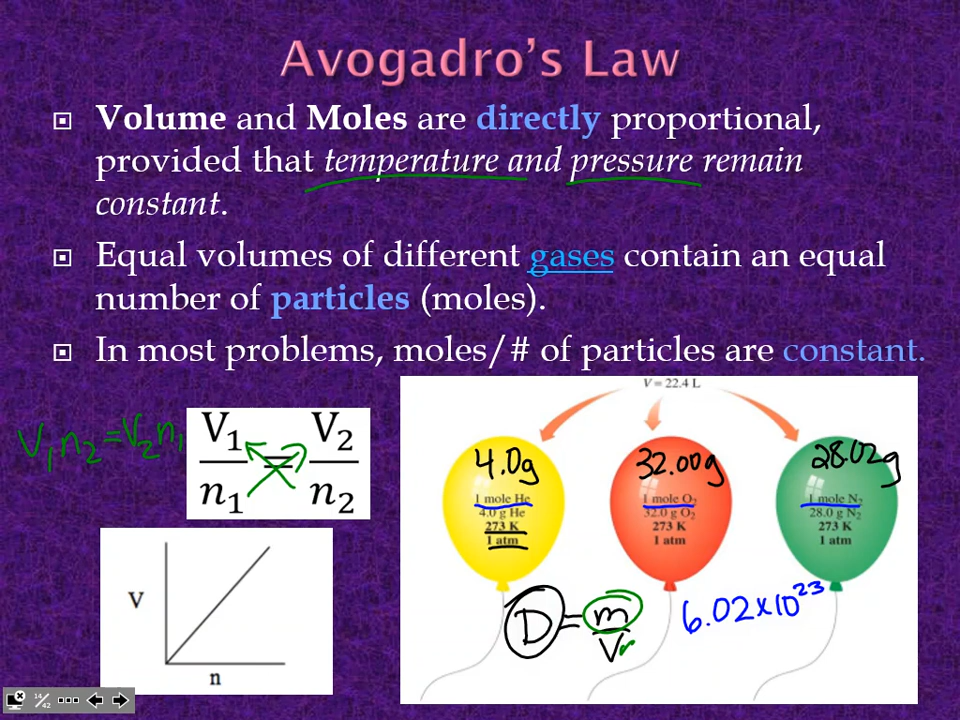 Avogadro's Law
Volume and Moles are directly proportional,
provided that temperature and pressure remain
constant.
Equal volumes of different gases contain an equal
number of particles (moles).
In most problems, moles/# of particles are constant.
V₁n₂=V₂n₁
V₁ = V₂
n₁ n₂
V
n
V = 22.4 L
4.0g
1 mole He
4.0 g He
273 K
1 atm
32.00g
1 mole O₂
32.0 g O₂
273 K
1 atm
28.02g
1 mole N₂
28.0 g N₂
273 K
1 atm
D = m
V
6.02×10²³
14/42